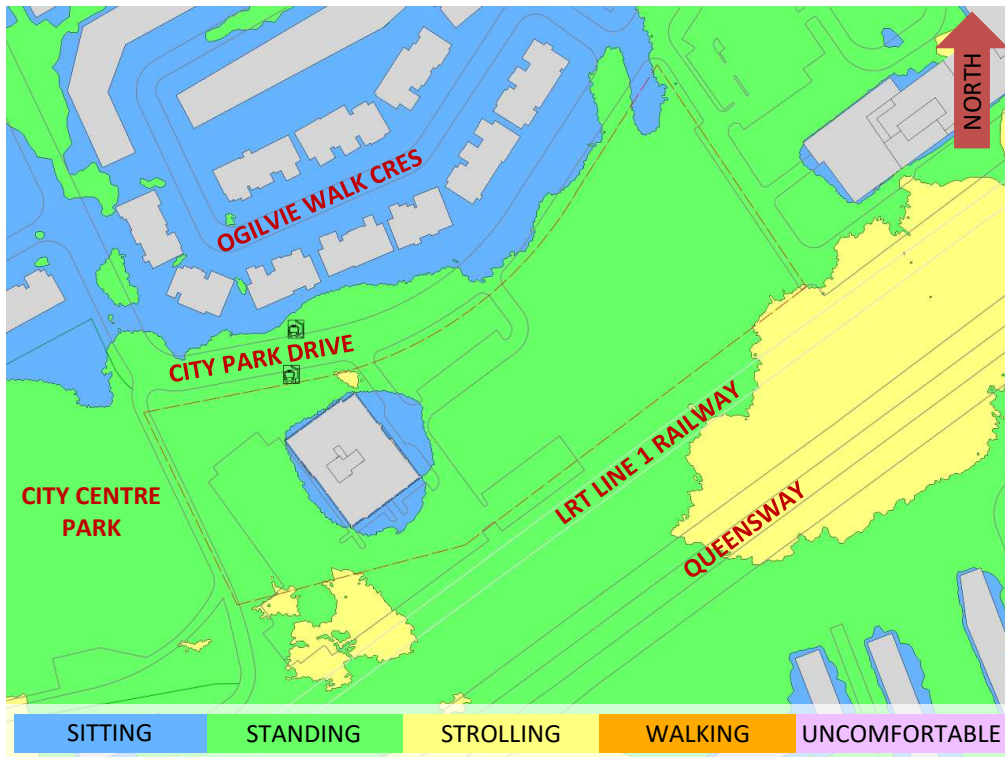 NORTH
OGILVIE WALK CRES
CITY PARK DRIVE
CITY CENTRE
PARK
LRT LINE 1 RAILWAY
QUEENSWAY
SITTING
STANDING
STROLLING
WALKING
UNCOMFORTABLE